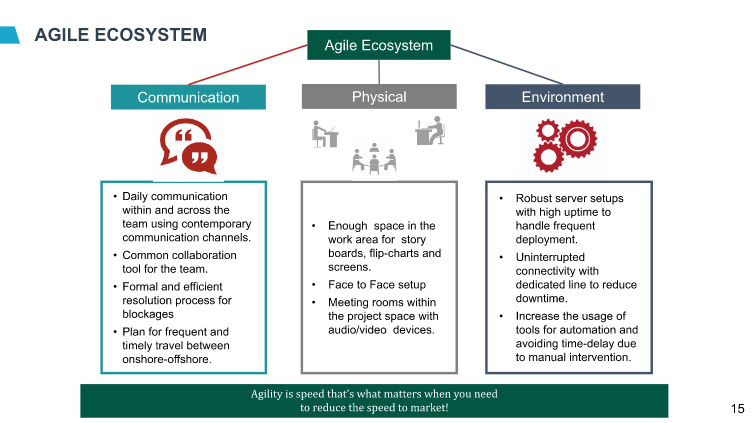 AGILE ECOSYSTEM
Agile Ecosystem
Communication
Physical
Environment
• Daily communication
within and across the
team using contemporary
communication channels.
• Common collaboration
tool for the team.
• Formal and efficient
resolution process for
blockages
• Plan for frequent and
timely travel between
onshore-offshore.
• Enough space in the
work area for story
boards, flip-charts and
screens.
• Face to Face setup
• Meeting rooms within
the project space with
audio/video devices.
• Robust server setups
with high uptime to
handle frequent
deployment.
• Uninterrupted
connectivity with
dedicated line to reduce
downtime.
• Increase the usage of
tools for automation and
avoiding time-delay due
to manual intervention.
Agility is speed that's what matters when you need
to reduce the speed to market!
15